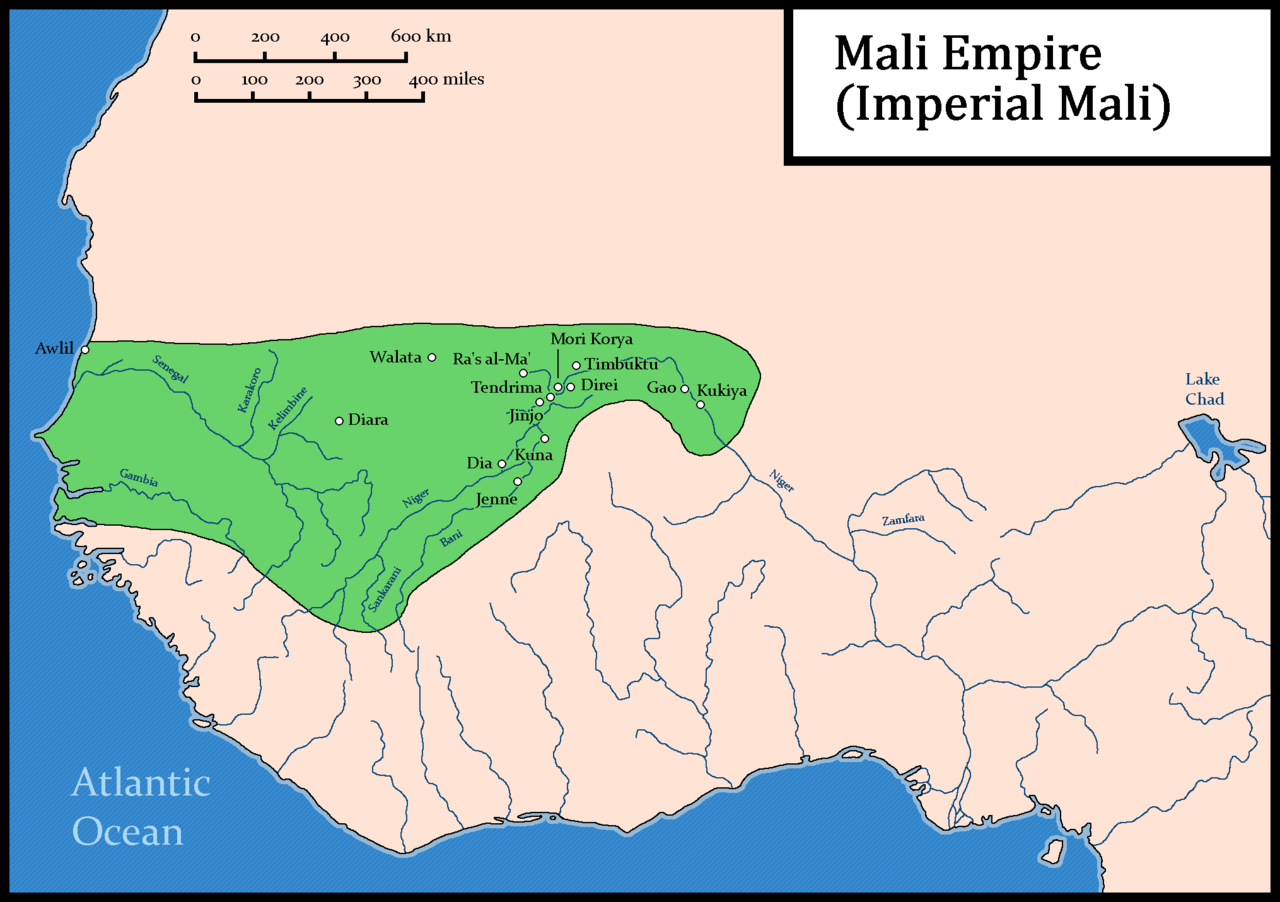 0 200 400 600 km
0 100 200 300 400 miles
Mali Empire
(Imperial Mali)
Awlil
Senegal
Karakoro
Kelimbine
Walata
Ra's al-Ma'
Mori Korya
Timbuktu
Tendrima
Direi
Gao
Kukiya
Lake
Chad
Diara
Jinjo
Kuna
Dia
Jenne
Gambia
Niger
Bani
Sankarani
Niger
Zamfara
Atlantic
Ocean